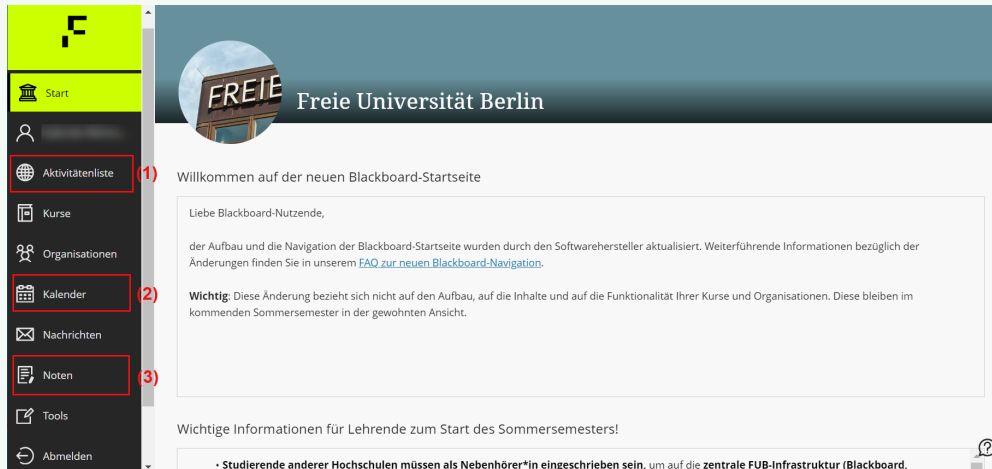 Start
Aktivitätenliste (1)
Kurse
Organisationen
Kalender (2)
Nachrichten
Noten (3)
Tools
Abmelden
FREIE
Freie Universität Berlin
Willkommen auf der neuen Blackboard-Startseite
Liebe Blackboard-Nutzende,
der Aufbau und die Navigation der Blackboard-Startseite wurden durch den Softwarehersteller aktualisiert. Weiterführende Informationen bezüglich der
Änderungen finden Sie in unserem FAQ zur neuen Blackboard-Navigation.
Wichtig: Diese Änderung bezieht sich nicht auf den Aufbau, auf die Inhalte und auf die Funktionalität Ihrer Kurse und Organisationen. Diese bleiben im
kommenden Sommersemester in der gewohnten Ansicht.
Wichtige Informationen für Lehrende zum Start des Sommersemesters!
• Studierende anderer Hochschulen müssen als Nebenhörer*in eingeschrieben sein, um auf die zentrale FUB-Infrastruktur (Blackboard,